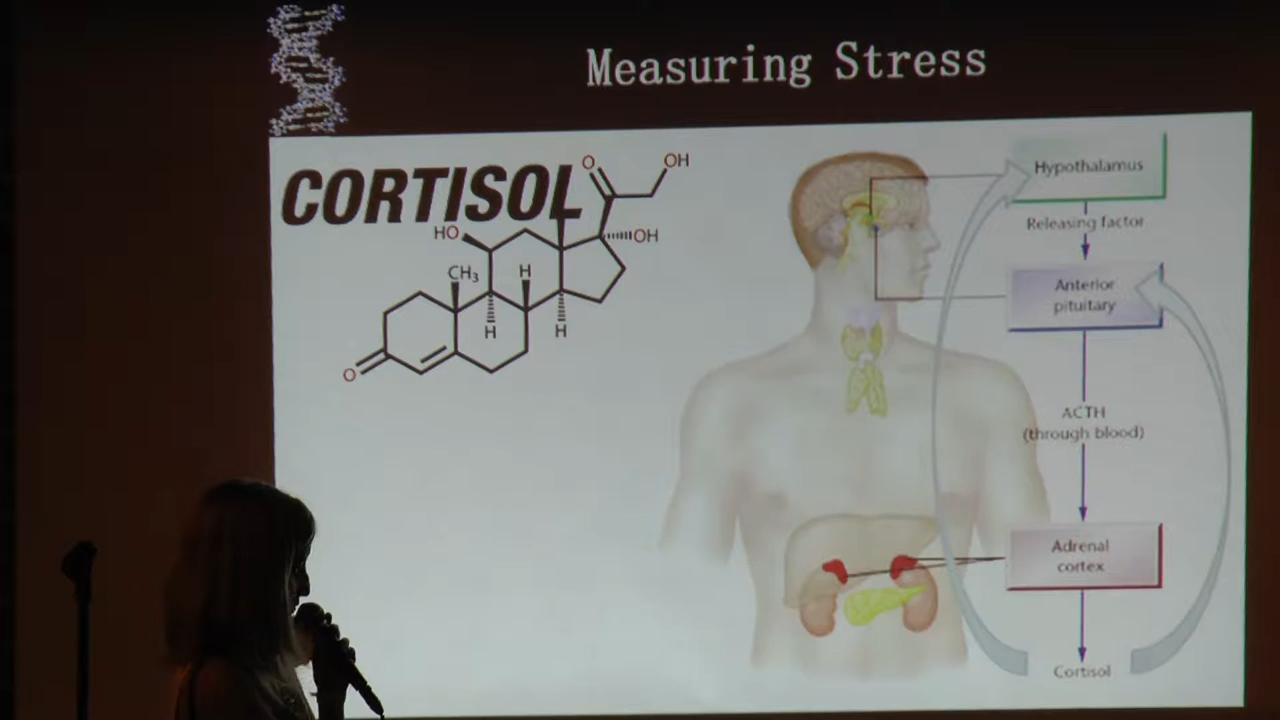 Measuring Stress
CORTISOL
O
OH
HO
OH
CH₃
H
H
H
O
Hypothalamus
Releasing factor
Anterior
pituitary
ACTH
(through blood)
Adrenal
cortex
Cortisol